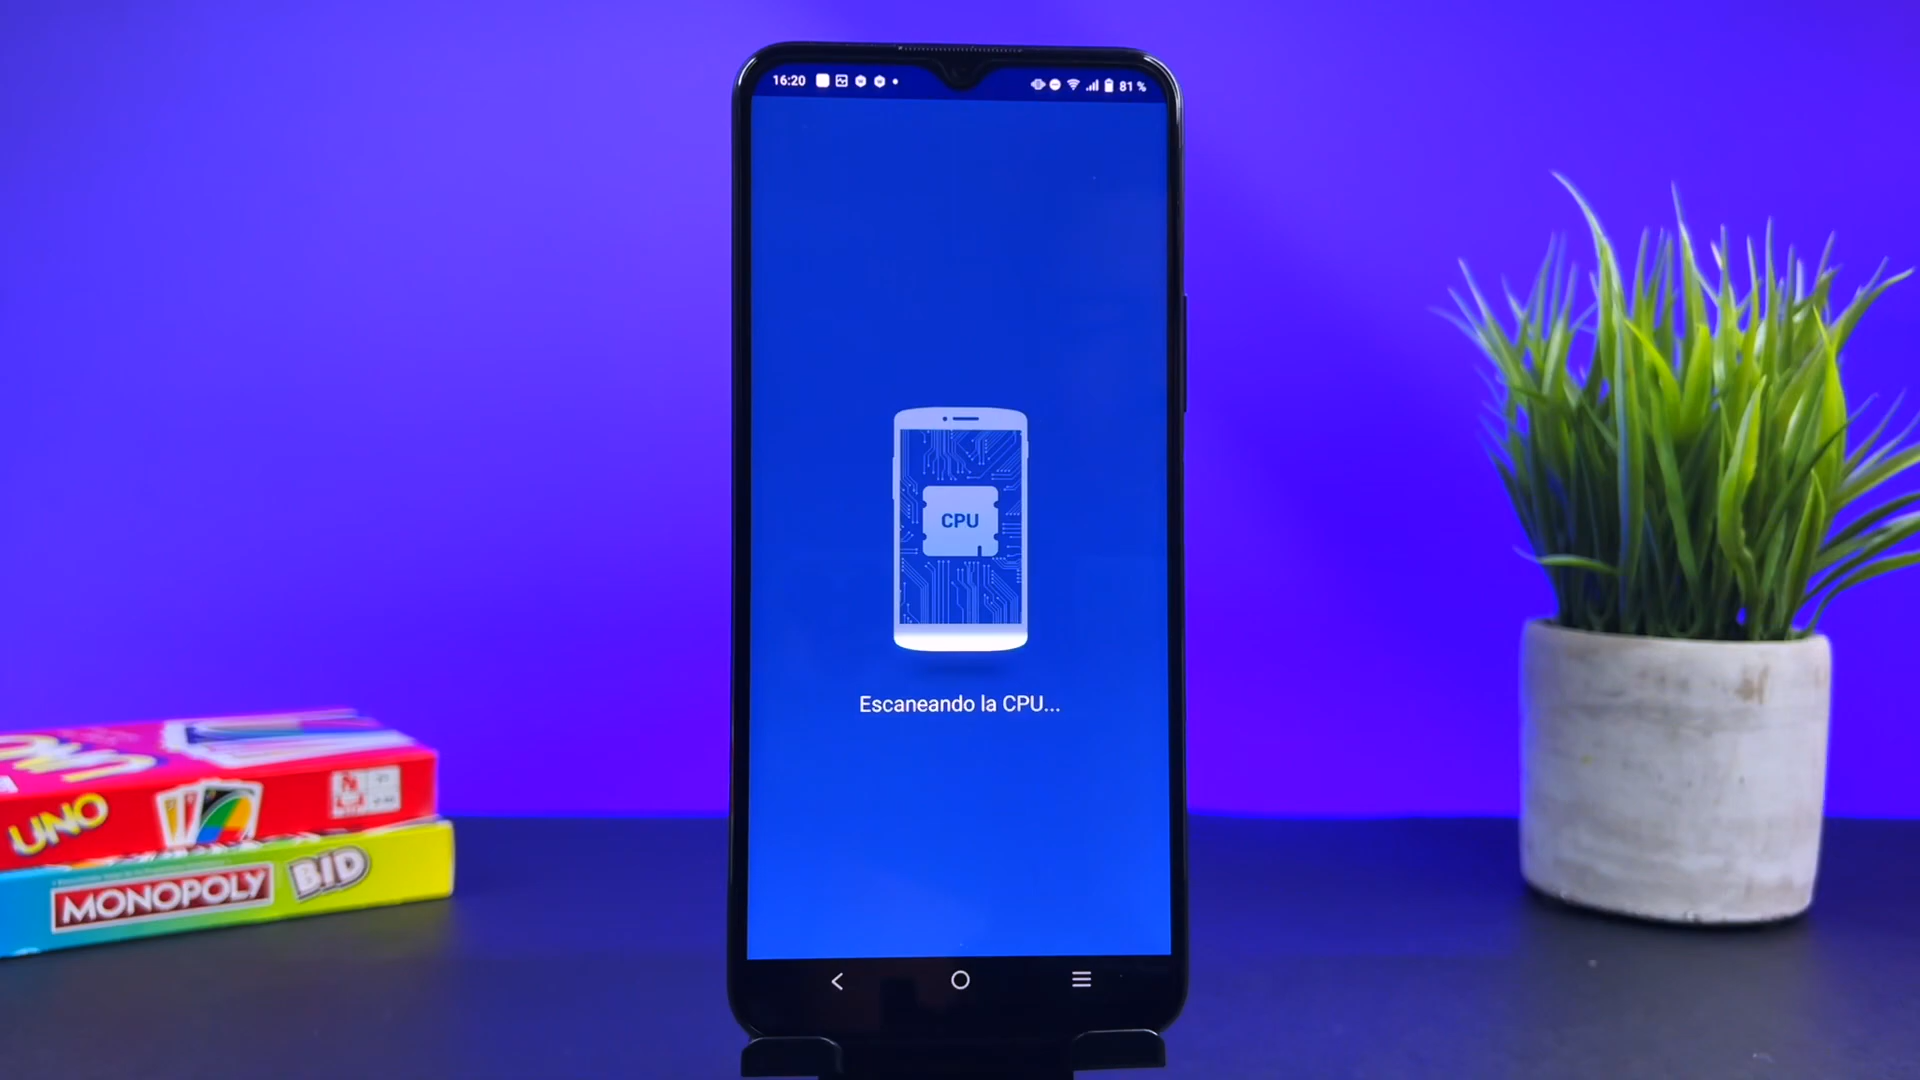 16:20
81 %
CPU
Escaneando la CPU...
UNO
MONOPOLY BID